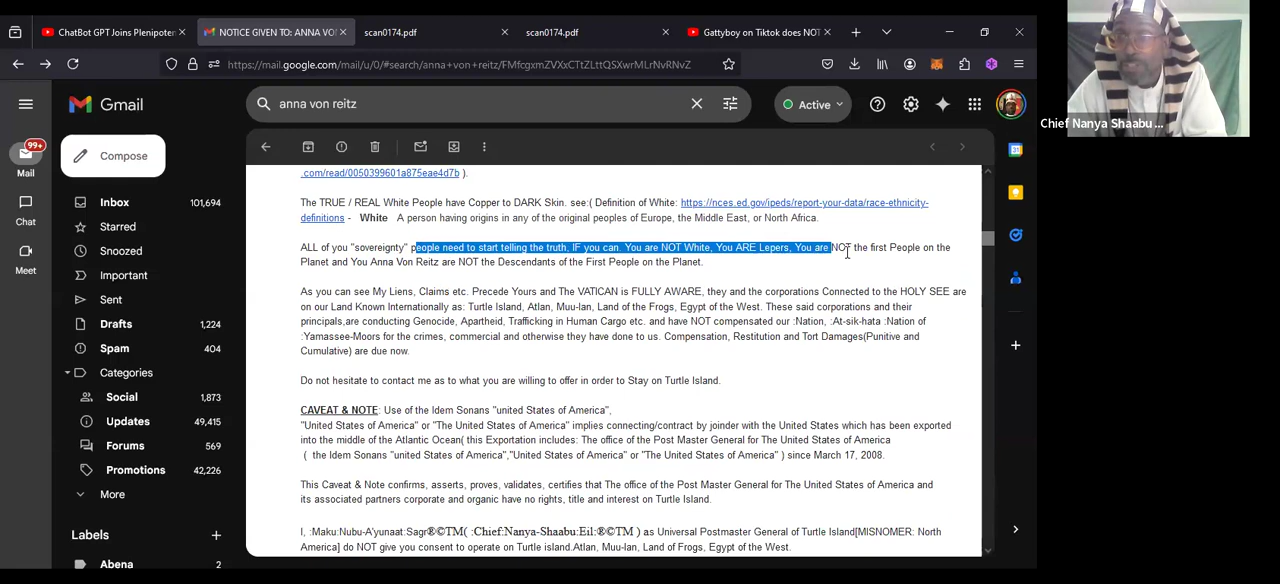 ChatBot GPT Joins Plenipoter
NOTICE GIVEN TO: ANNA VO
scan0174.pdf
scan0174.pdf
Gattyboy on Tiktok does NOT
https://mail.google.com/mail/u/0/#search/anna+von+reitz/FMfcgxmZVXxCTtZLttQSXwrMLrNvRNvZ
Gmail
anna von reitz
Active
Chief Nanya Shaabu ...
99+
Mail
Chat
Meet
Compose
Inbox 101,694
Starred
Snoozed
Important
Sent
Drafts 1,224
Spam 404
Categories
Social 1,873
Updates 49,415
Forums 569
Promotions 42,226
More
Labels
Abena 2
.com/read/0050399601a875eae4d7b ).
The TRUE / REAL White People have Copper to DARK Skin. see:( Definition of White: https://nces.ed.gov/ipeds/report-your-data/race-ethnicity-
definitions - White A person having origins in any of the original peoples of Europe, the Middle East, or North Africa.
ALL of you "sovereignty" people need to start telling the truth, IF you can. You are NOT White, You ARE Lepers, You are NOT the first People on the
Planet and You Anna Von Reitz are NOT the Descendants of the First People on the Planet.
As you can see My Liens, Claims etc. Precede Yours and The VATICAN is FULLY AWARE, they and the corporations Connected to the HOLY SEE are
on our Land Known Internationally as: Turtle Island, Atlan, Muu-lan, Land of the Frogs, Egypt of the West. These said corporations and their
principals,are conducting Genocide, Apartheid, Trafficking in Human Cargo etc. and have NOT compensated our :Nation, :At-sik-hata :Nation of
:Yamassee-Moors for the crimes, commercial and otherwise they have done to us. Compensation, Restitution and Tort Damages(Punitive and
Cumulative) are due now.
Do not hesitate to contact me as to what you are willing to offer in order to Stay on Turtle Island.
CAVEAT & NOTE: Use of the Idem Sonans "united States of America",
"United States of America" or "The United States of America" implies connecting/contract by joinder with the United States which has been exported
into the middle of the Atlantic Ocean( this Exportation includes: The office of the Post Master General for The United States of America
( the Idem Sonans "united States of America","United States of America" or "The United States of America" ) since March 17, 2008.
This Caveat & Note confirms, asserts, proves, validates, certifies that The office of the Post Master General for The United States of America and
its associated partners corporate and organic have no rights, title and interest on Turtle Island.
I, :Maku:Nubu-A'yunaat:Sagr®©TM( :Chief:Nanya-Shaabu:Eil:®©TM ) as Universal Postmaster General of Turtle Island[MISNOMER: North
America] do NOT give you consent to operate on Turtle island.Atlan, Muu-lan, Land of Frogs, Egypt of the West.